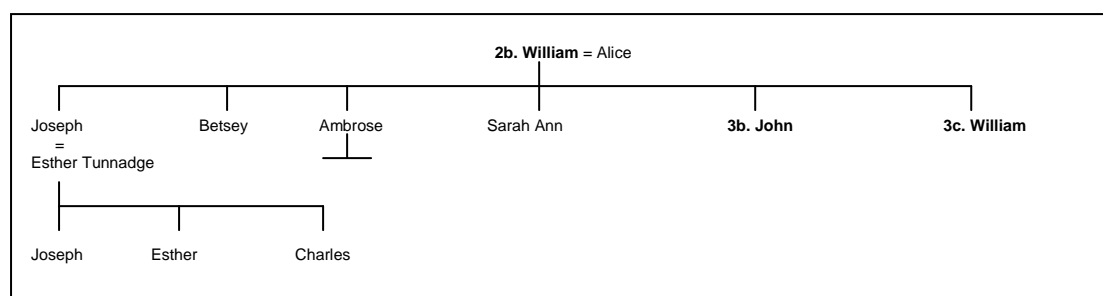 2b. William = Alice
Joseph Betsey Ambrose Sarah Ann 3b. John 3c. William
=
Esther Tunnadge
Joseph Esther Charles